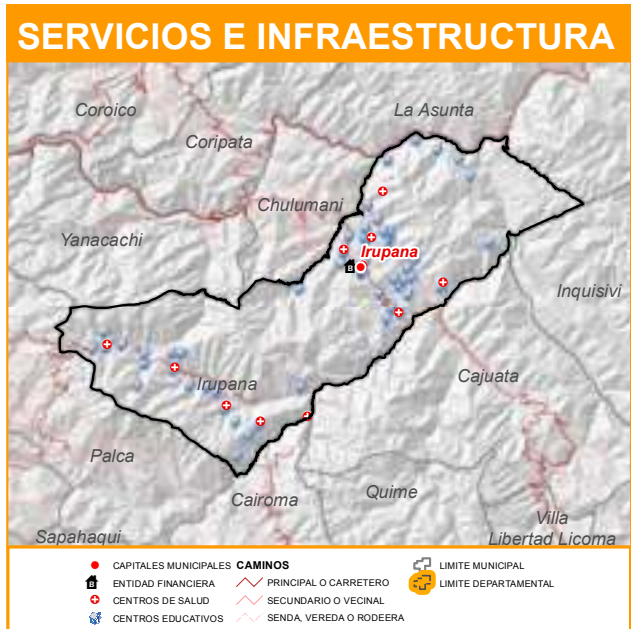 SERVICIOS E INFRAESTRUCTURA
Coroico
La Asunta
Coripata
Chulumani
Yanacachi
Irupana
B
Inquisivi
Irupana
Cajuata
Palca
Cairoma
Quime
Sapahaqui
Villa
Libertad Licoma
CAPITALES MUNICIPALES
B ENTIDAD FINANCIERA
CENTROS DE SALUD
CENTROS EDUCATIVOS
CAMINOS
PRINCIPAL O CARRETERO
SECUNDARIO O VECINAL
SENDA, VEREDA O RODEERA
LIMITE MUNICIPAL
LIMITE DEPARTAMENTAL